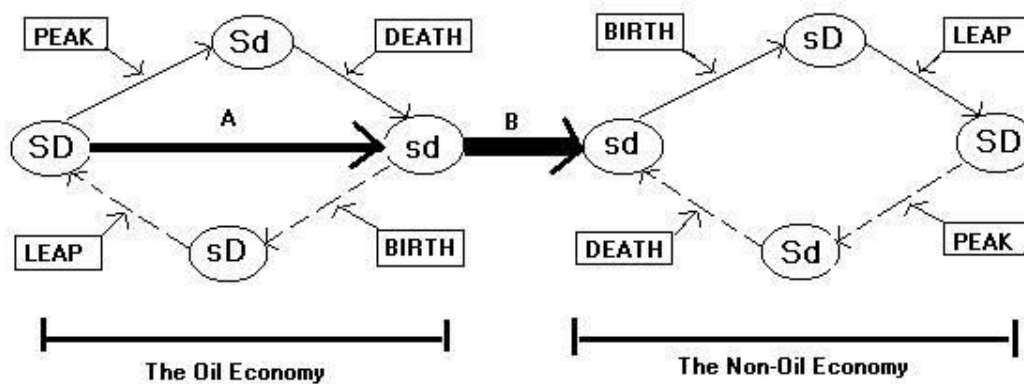 PEAK
Sd
DEATH
A
SD
sd
LEAP
sD
BIRTH
The Oil Economy
B
BIRTH
sD
LEAP
sd
SD
DEATH
Sd
PEAK
The Non-Oil Economy